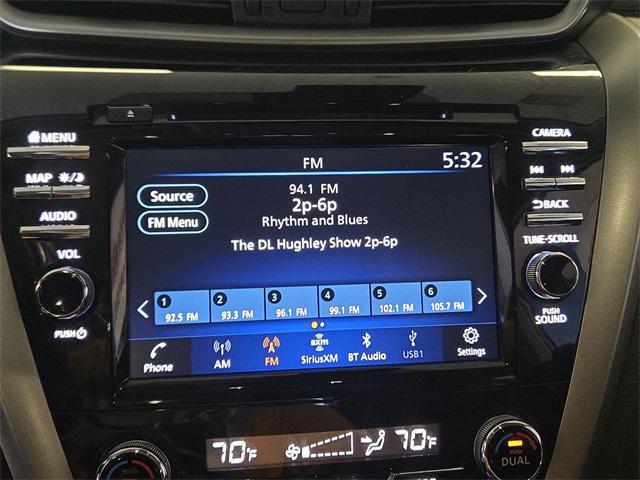 MENU
CAMERA
FM
5:32
MAP
Source
94.1 FM
2p-6p
FM Menu
Rhythm and Blues
BACK
AUDIO
The DL Hughley Show 2p-6p
TUNE-SCROLL
VOL
1 2 3 4 5 6
92.5 FM 93.3 FM 96.1 FM 99.1 FM 102.1 FM 105.7 FM
PUSH
PUSH
SOUND
Phone AM FM sxm SiriusXM BT Audio USB1 Settings
70°F 70°F
DUAL